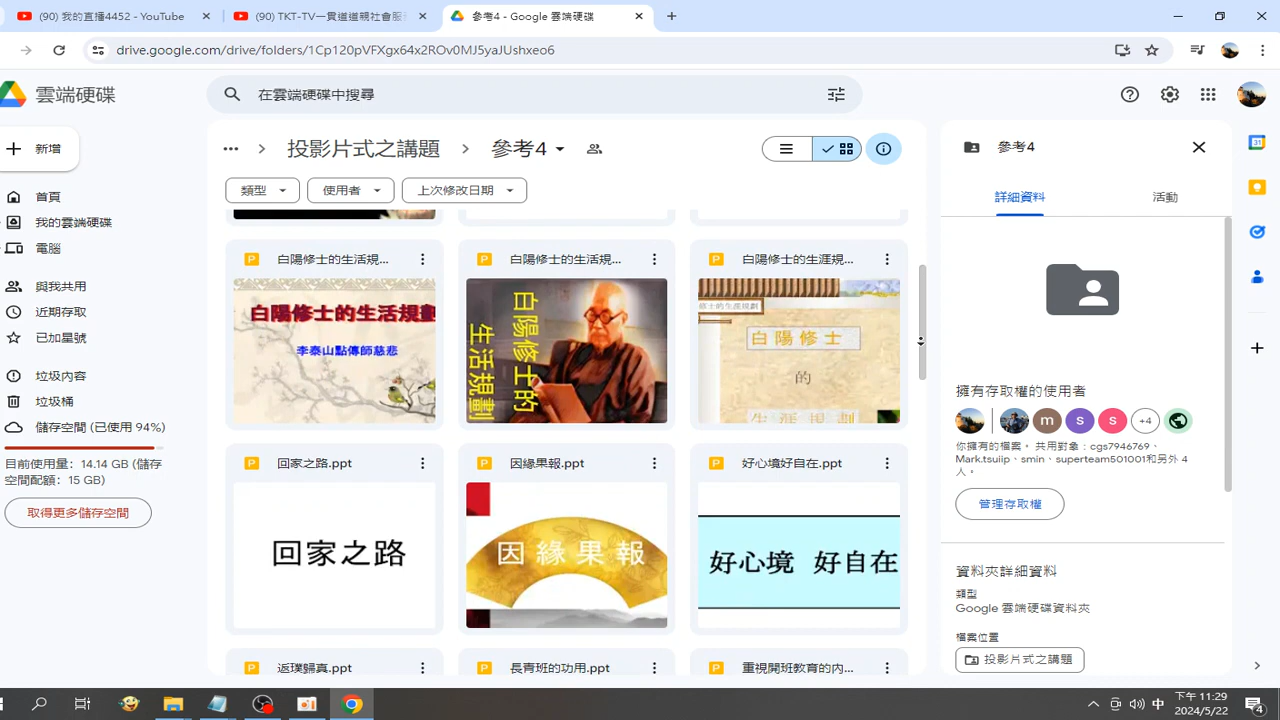 (90) 我的直播4452 - YouTube
(90) TKT-TV一貫道道親社會服
參考4 - Google 雲端硬碟
drive.google.com/drive/folders/1Cp120pVFXgx64x2ROv0MJ5yaJUshxeo6
雲端硬碟
在雲端硬碟中搜尋
新增
首頁
我的雲端硬碟
電腦
與我共用
近期存取
已加星號
垃圾內容
垃圾桶
儲存空間 (已使用 94%)
目前使用量：14.14 GB (儲存
空間配額：15 GB)
取得更多儲存空間
投影片式之講題
參考4
類型
使用者
上次修改日期
白陽修士的生活規...
白陽修士的生活規...
白陽修士的生涯規...
白陽修士的生活規劃
李泰山點傳師慈悲
白陽修士的
生活規劃
修士的生涯規劃
白陽修士
的
生涯規劃
回家之路.ppt
因緣果報.ppt
好心境好自在.ppt
回家之路
因緣果報
好心境 好自在
返璞歸真.ppt
長青班的功用.ppt
重視開班教育的內...
參考4
詳細資料
活動
擁有存取權的使用者
m
s
s
+4
你擁有的檔案。 共用對象：cgs7946769、
Mark.tsuiip、smin、superteam501001和另外 4
人。
管理存取權
資料夾詳細資料
類型
Google 雲端硬碟資料夾
檔案位置
投影片式之講題
31
中
下午 11:29
2024/5/22
4